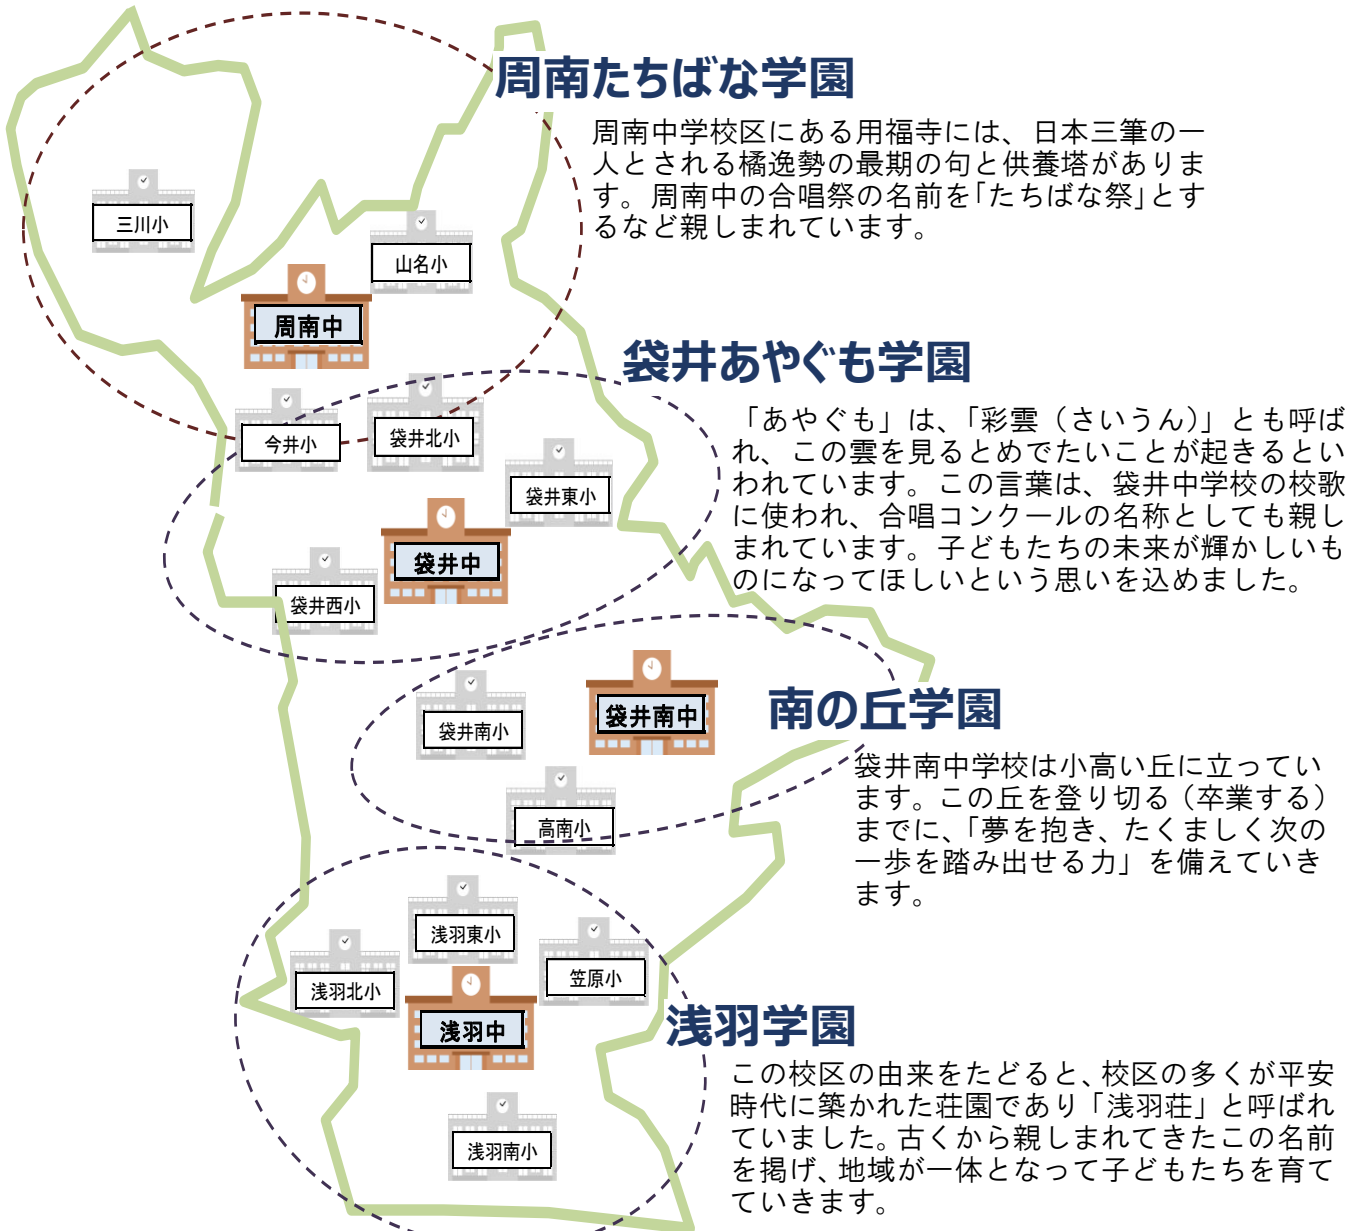 周南たちばな学園
周南中学校区にある用福寺には、日本三筆の一
人とされる橘逸勢の最期の句と供養塔がありま
す。周南中の合唱祭の名前を「たちばな祭」とす
るなど親しまれています。
三川小
山名小
周南中
袋井あやぐも学園
「あやぐも」は、「彩雲（さいうん）」とも呼ば
れ、この雲を見るとめでたいことが起きるとい
われています。この言葉は、袋井中学校の校歌
に使われ、合唱コンクールの名称としても親し
まれています。子どもたちの未来が輝かしいも
のになってほしいという思いを込めました。
今井小
袋井北小
袋井東小
袋井中
袋井西小
南の丘学園
袋井南中学校は小高い丘に立ってい
ます。この丘を登り切る（卒業する）
までに、「夢を抱き、たくましく次の
一歩を踏み出せる力」を備えていき
ます。
袋井南中
袋井南小
高南小
浅羽東小
笠原小
浅羽北小
浅羽中
浅羽南小
浅羽学園
この校区の由来をたどると、校区の多くが平安
時代に築かれた荘園であり「浅羽荘」と呼ばれ
ていました。古くから親しまれてきたこの名前
を掲げ、地域が一体となって子どもたちを育て
ていきます。